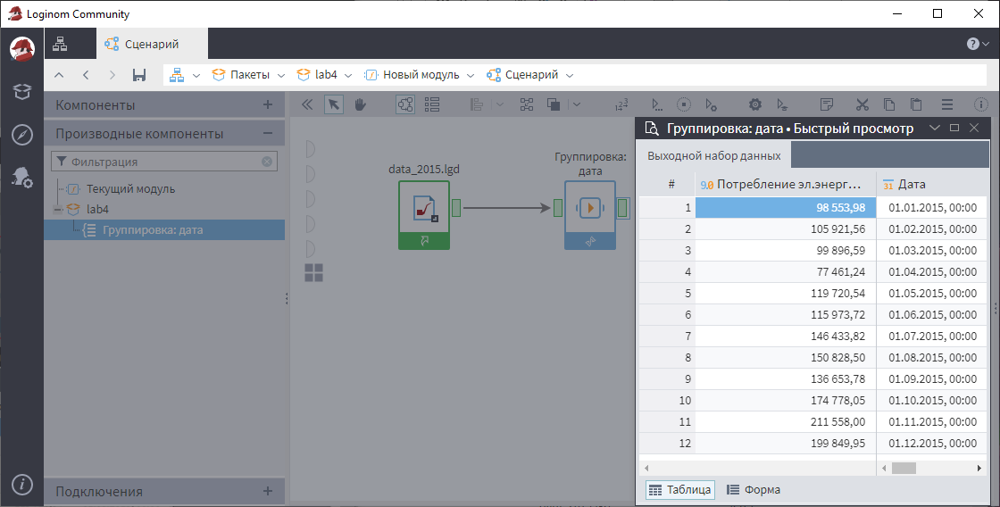 Loginom Community
Сценарий
Пакеты
lab4
Новый модуль
Сценарий
Компоненты
Производные компоненты
Фильтрация
Текущий модуль
lab4
Группировка: дата
Подключения
data_2015.lgd
Группировка:
дата
Группировка: дата • Быстрый просмотр
Выходной набор данных
# 9.0 Потребление эл.энерг... 31 Дата
1 98 553,98 01.01.2015, 00:00
2 105 921,56 01.02.2015, 00:00
3 99 896,59 01.03.2015, 00:00
4 77 461,24 01.04.2015, 00:00
5 119 720,54 01.05.2015, 00:00
6 115 973,72 01.06.2015, 00:00
7 146 433,82 01.07.2015, 00:00
8 150 828,50 01.08.2015, 00:00
9 136 653,78 01.09.2015, 00:00
10 174 778,05 01.10.2015, 00:00
11 211 558,00 01.11.2015, 00:00
12 199 849,95 01.12.2015, 00:00
Таблица Форма